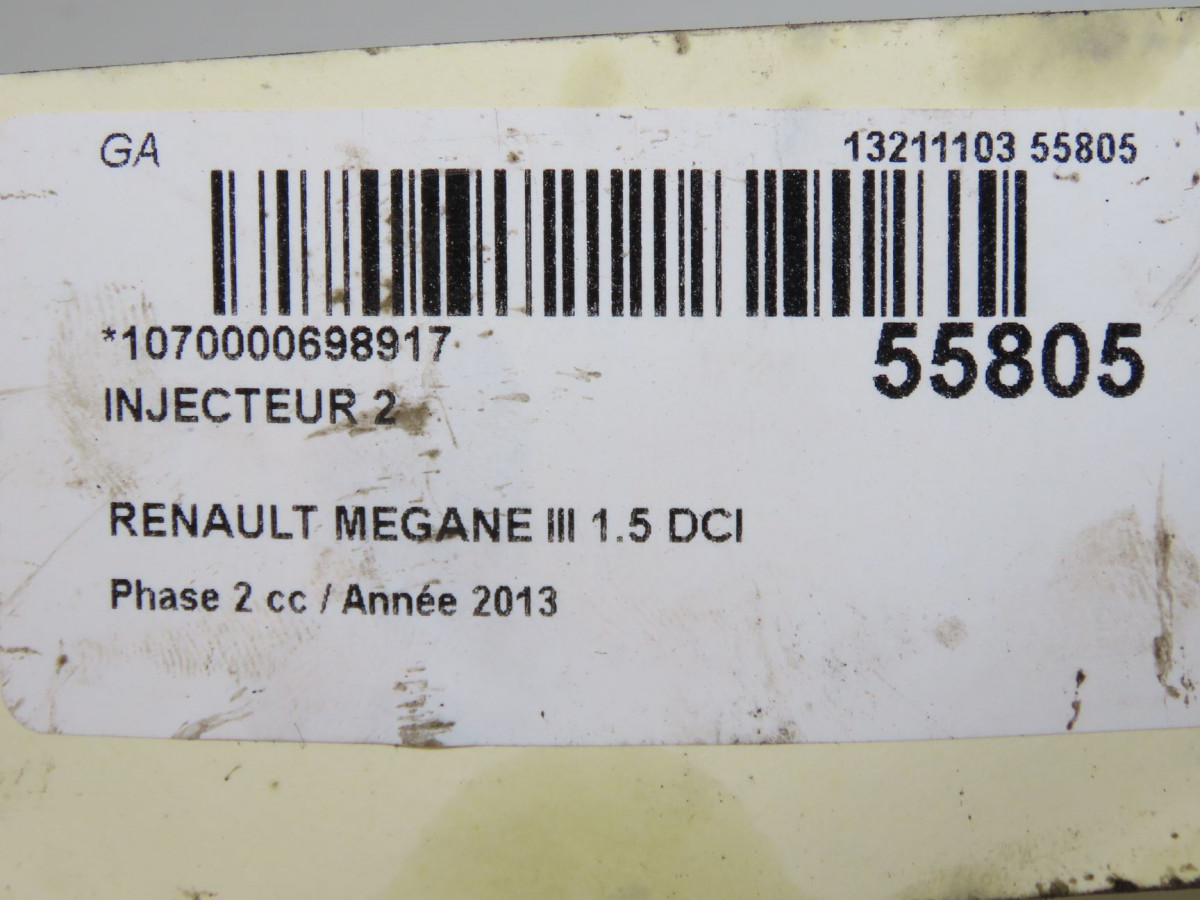 GA
13211103 55805
*1070000698917
55805
INJECTEUR 2
RENAULT MEGANE III 1.5 DCI
Phase 2 cc / Année 2013